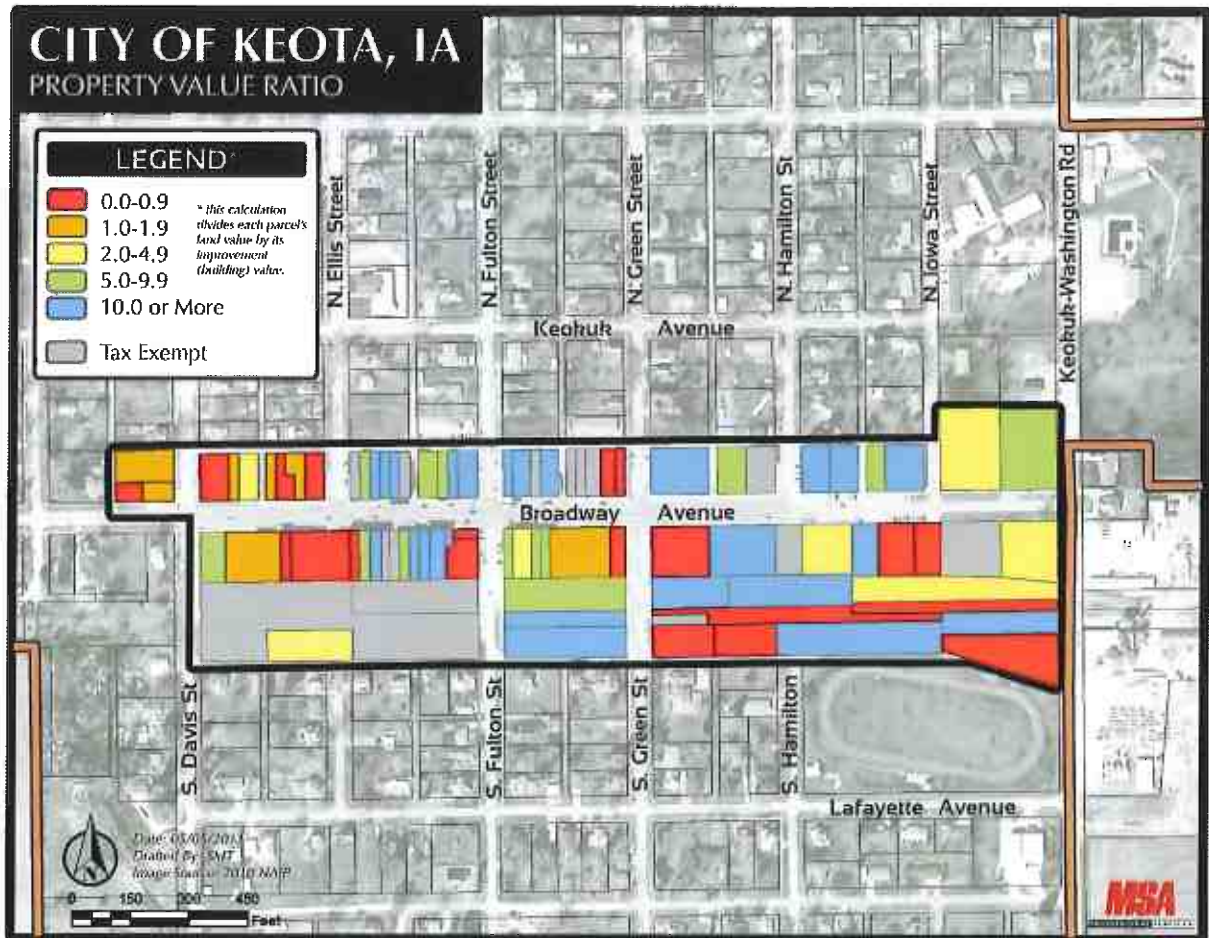 CITY OF KEOTA, IA
PROPERTY VALUE RATIO
LEGEND*
0.0-0.9
1.0-1.9
2.0-4.9
5.0-9.9
10.0 or More
Tax Exempt
* this calculation
divides each parcel's
land value by its
improvement
(building) value.
N. Ellis Street
N. Fulton Street
N. Green Street
N. Hamilton St
N. Iowa Street
Keokuk-Washington Rd
Keokuk Avenue
Broadway Avenue
S. Davis St
S. Fulton St
S. Green St
S. Hamilton
Lafayette Avenue
Drafted By: SMT
Image Source: 2010 NAIP
0 150 300 450
Feet
MSA